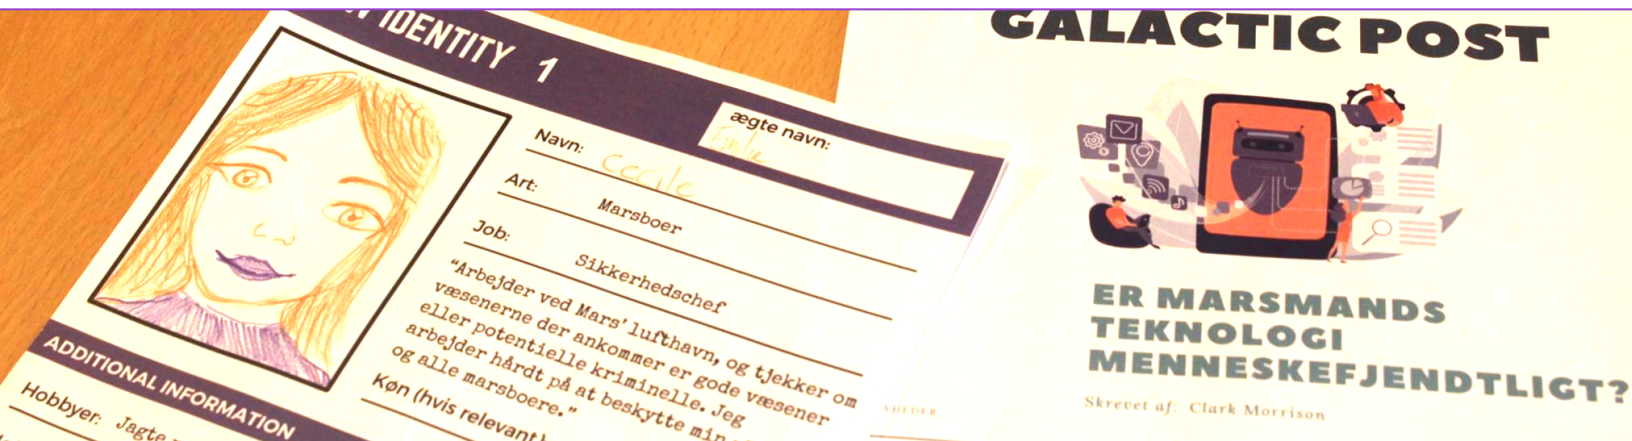 IDENTITY 1
ægte navn:
Navn: Cecilie
Art: Marsboer
Job: Sikkerhedschef
"Arbejder ved Mars' lufthavn, og tjekker om
væsenerne der ankommer er gode væsener
eller potentielle kriminelle. Jeg
arbejder hårdt på at beskytte min
og alle marsboere."
Køn (hvis relevant)
ADDITIONAL INFORMATION
Hobbyer: Jagte
GALACTIC POST
ER MARSMANDS
TEKNOLOGI
MENNESKEFJENDTLIGT?
Skrevet af: Clark Morrison